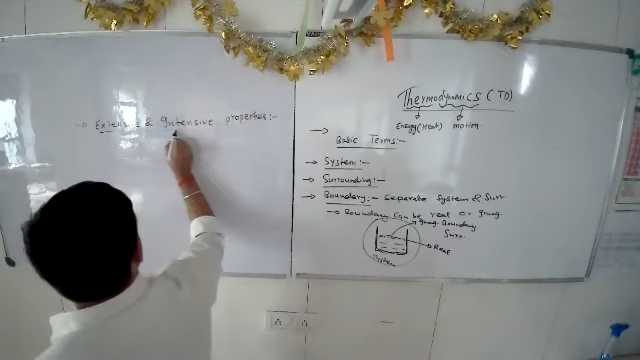 → Extensive & Intensive properties:-
Thermodynamics (TD)
Energy(Heat) motion
→ Basic Terms:-
→ System:-
→ Surrounding:-
→ Boundary:- separate System & Surr
→ Boundary can be real or imag.
imag. Boundary
Surr.
→ Real
System